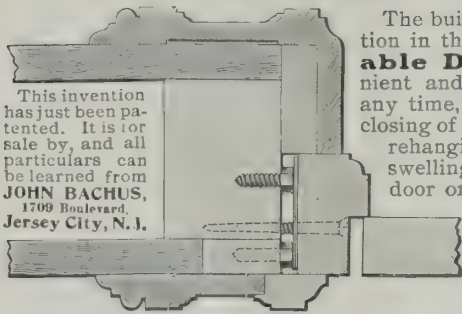 This invention
has just been pa-
tented. It is for
sale by, and all
particulars can
be learned from
JOHN BACHUS,
1709 Boulevard,
Jersey City, N.J.
The bui
tion in th
able D
nient and
any time,
closing of
rehangi
swelling
door or